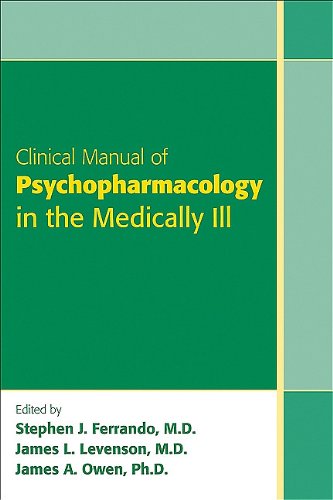 Clinical Manual of
Psychopharmacology
in the Medically Ill
Edited by
Stephen J. Ferrando, M.D.
James L. Levenson, M.D.
James A. Owen, Ph.D.